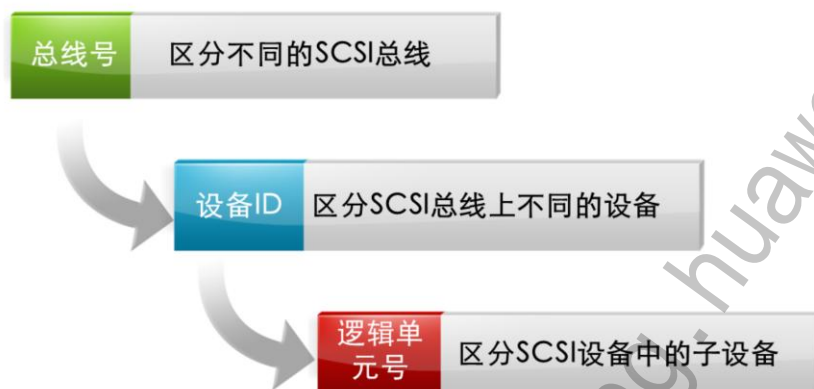 总线号 区分不同的SCSI总线
设备ID 区分SCSI总线上不同的设备
逻辑单
元号
区分SCSI设备中的子设备
ng.huaw